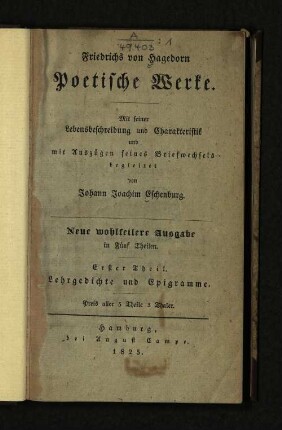 A
49403 : 1
Friedrichs von Hagedorn
Poetische Werke.
Mit seiner
Lebensbeschreibung und Charakteristik
und
mit Auszügen seines Briefwechsels
begleitet
von
Johann Joachim Eschenburg.
Neue wohlfeilere Ausgabe
in Fünf Theilen.
Erster Theil.
Lehrgedichte und Epigramme.
Preis aller 5 Theile 2 Thaler.
Hamburg,
bei August Campe.
1825.